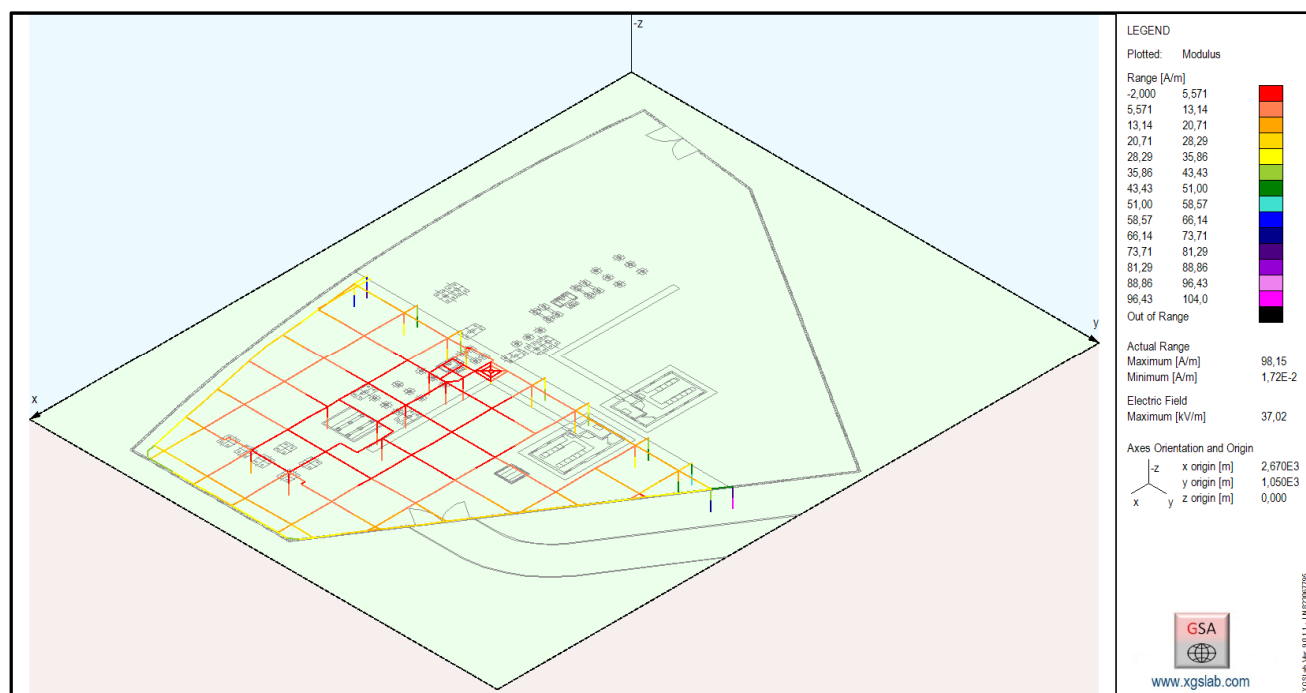 -z
x
y
LEGEND
Plotted: Modulus
Range [A/m]
-2,000 5,571
5,571 13,14
13,14 20,71
20,71 28,29
28,29 35,86
35,86 43,43
43,43 51,00
51,00 58,57
58,57 66,14
66,14 73,71
73,71 81,29
81,29 88,86
88,86 96,43
96,43 104,0
Out of Range
Actual Range
Maximum [A/m] 98,15
Minimum [A/m] 1,72E-2
Electric Field
Maximum [kV/m] 37,02
Axes Orientation and Origin
-z x origin [m] 2,670E3
y origin [m] 1,050E3
x y z origin [m] 0,000
GSA
www.xgslab.com